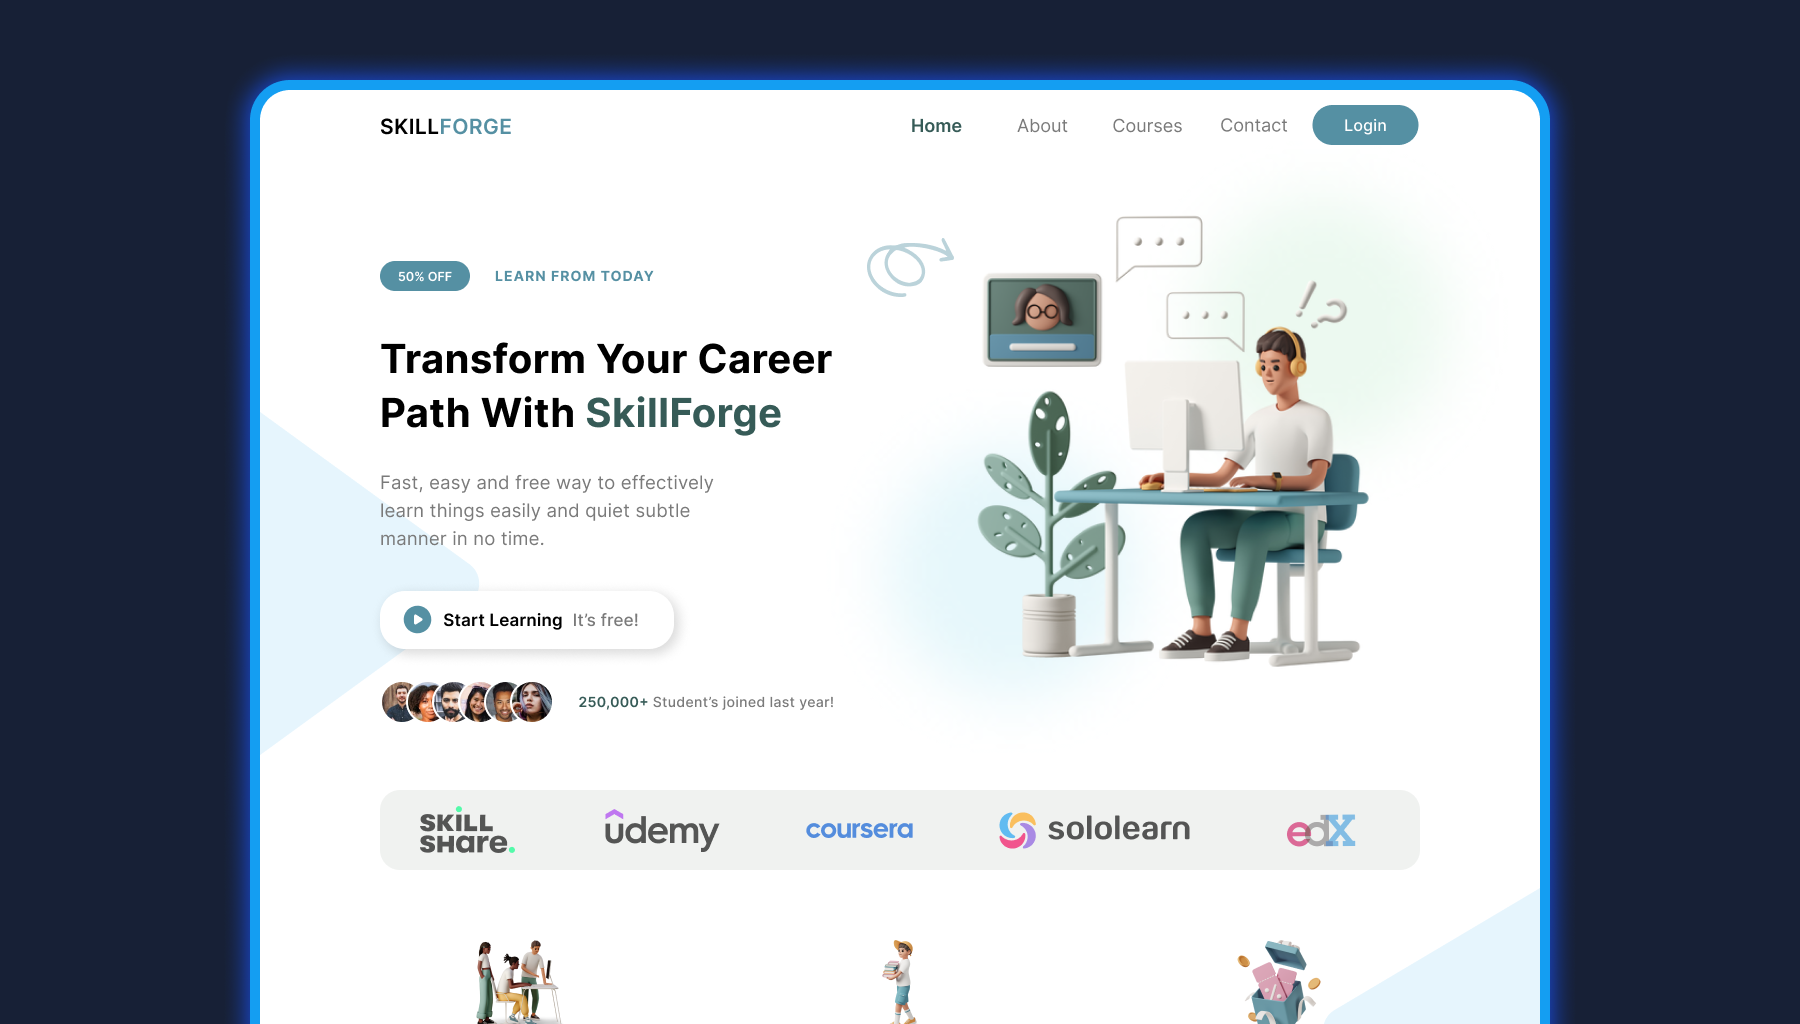 SKILLFORGE
Home About Courses Contact Login
50% OFF LEARN FROM TODAY
Transform Your Career
Path With SkillForge
Fast, easy and free way to effectively
learn things easily and quiet subtle
manner in no time.
Start Learning It’s free!
250,000+ Student’s joined last year!
SKILL
SHare.
udemy
coursera
sololearn
edX